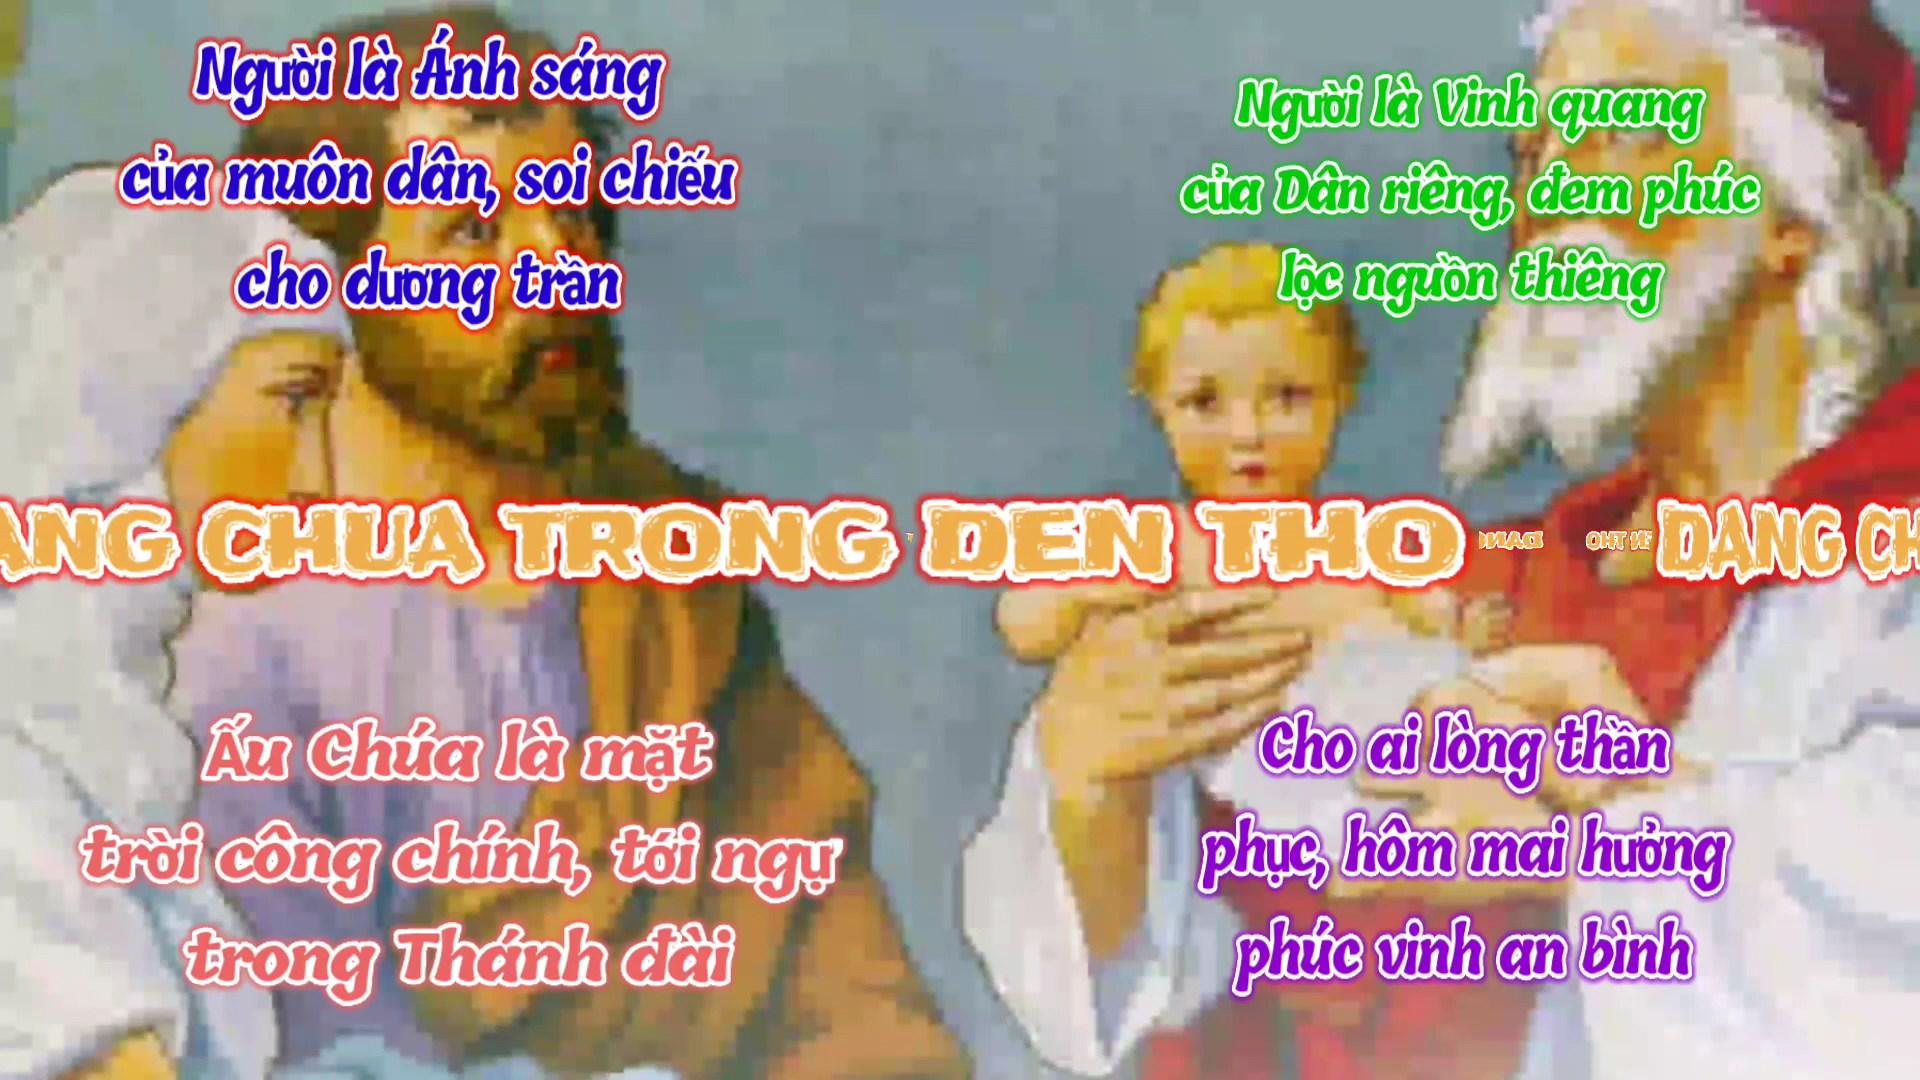 Người là Ánh sáng
của muôn dân, soi chiếu
cho dương trần
Người là Vinh quang
của Dân riêng, đem phúc
lộc nguồn thiêng
ANG CHUA TRONG DEN THO DANG CH
Ấu Chúa là mặt
trời công chính, tới ngự
trong Thánh đài
Cho ai lòng thần
phục, hôm mai hưởng
phúc vinh an bình